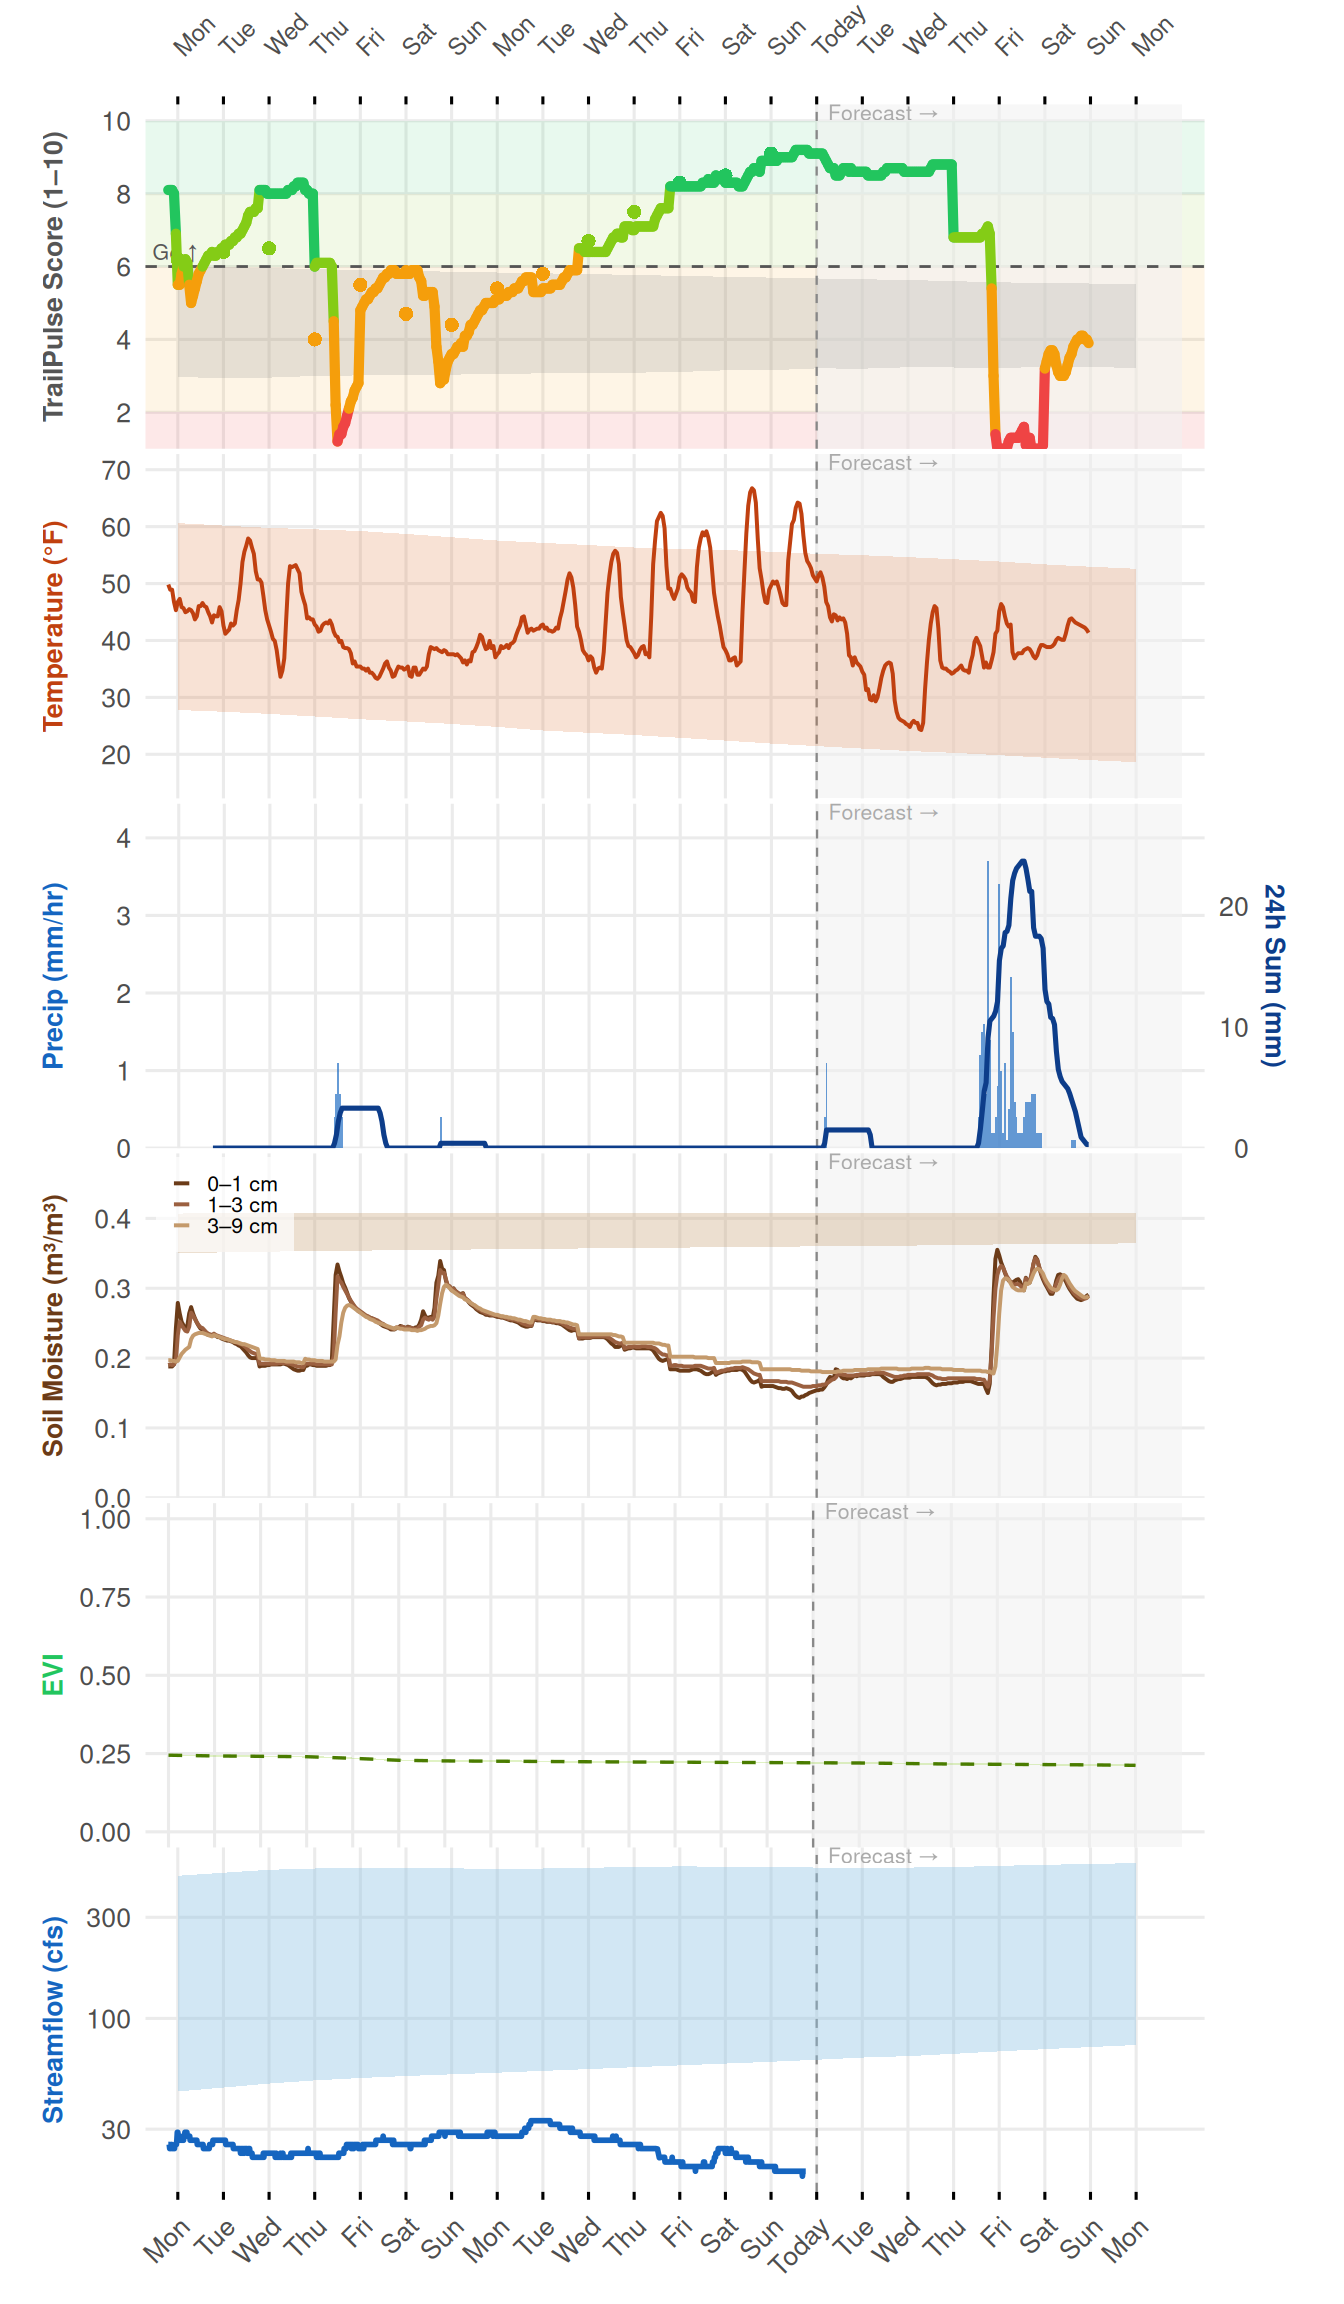 Mon Tue Wed Thu Fri Sat Sun Mon Tue Wed Thu Fri Sat Sun Today Tue Wed Thu Fri Sat Sun Mon
TrailPulse Score (1–10)
Forecast →
10
8
6
4
2
↑
Temperature (°F)
Forecast →
70
60
50
40
30
20
Precip (mm/hr)
Forecast →
4
3
2
1
0
24h Sum (mm)
20
10
0
Soil Moisture (m³/m³)
Forecast →
0–1 cm
1–3 cm
3–9 cm
0.4
0.3
0.2
0.1
0.0
EVI
Forecast →
1.00
0.75
0.50
0.25
0.00
Streamflow (cfs)
Forecast →
300
100
30
Mon Tue Wed Thu Fri Sat Sun Mon Tue Wed Thu Fri Sat Sun Today Tue Wed Thu Fri Sat Sun Mon